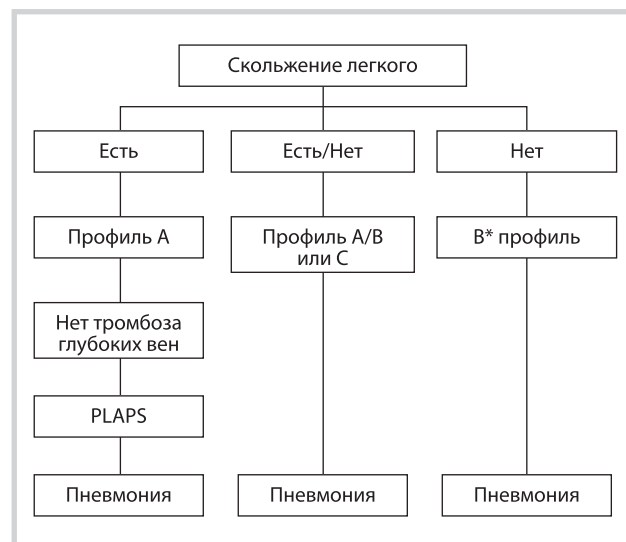 Скольжение легкого
Есть
Есть/Нет
Нет
Профиль А
Профиль А/В
или С
В* профиль
Нет тромбоза
глубоких вен
PLAPS
Пневмония
Пневмония
Пневмония